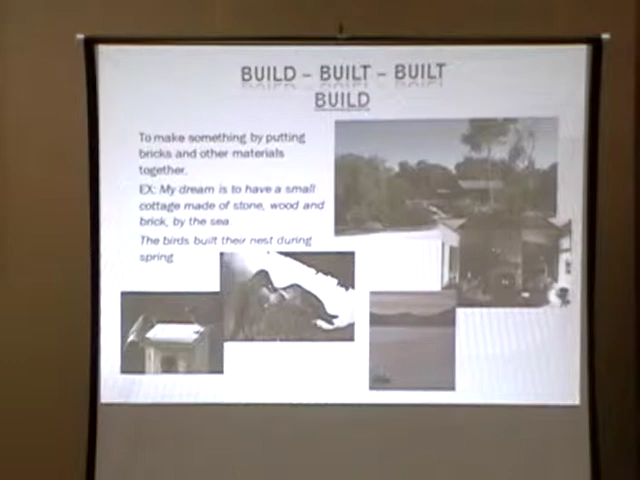 BUILD – BUILT – BUILT
BUILD
To make something by putting
bricks and other materials
together.
EX: My dream is to have a small
cottage made of stone, wood and
brick, by the sea
The birds built their nest during
spring